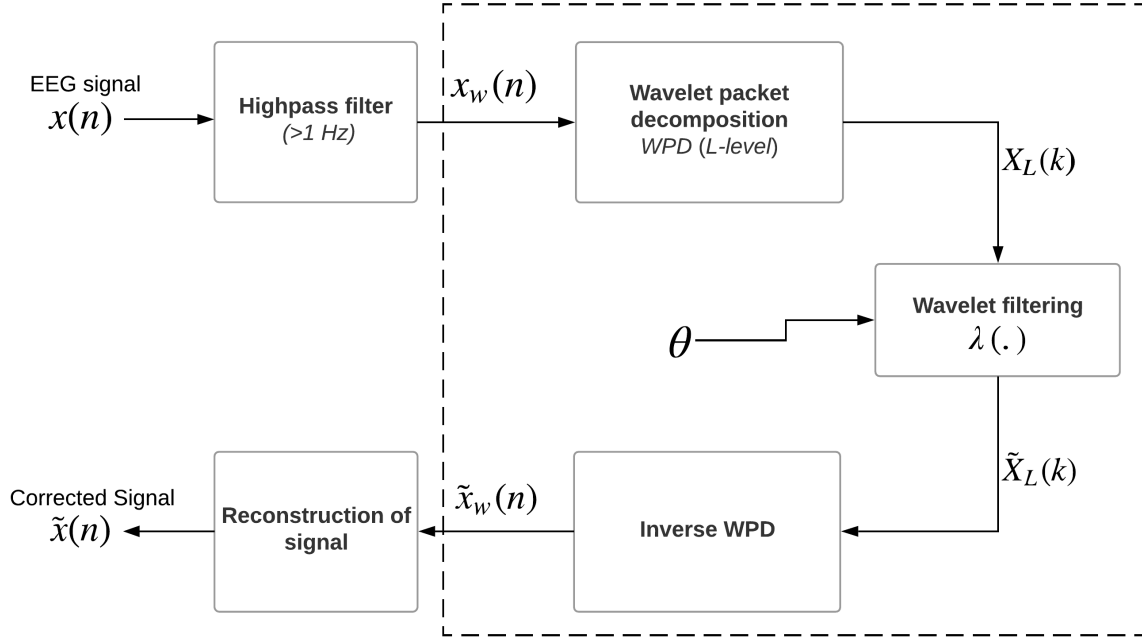 EEG signal
x(n)
Highpass filter
(>1 Hz)
x_w(n)
Wavelet packet
decomposition
WPD (L-level)
X_L(k)
Wavelet filtering
λ(.)
θ
X̃_L(k)
Inverse WPD
x̃_w(n)
Reconstruction of
signal
Corrected Signal
x̃(n)